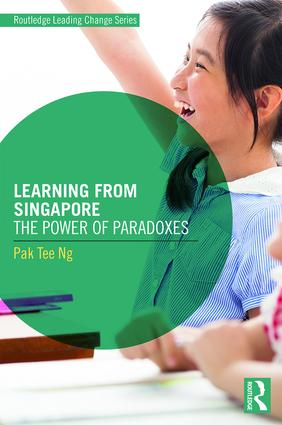 Routledge Leading Change Series
LEARNING FROM
SINGAPORE
THE POWER OF PARADOXES
Pak Tee Ng
ROUTLEDGE